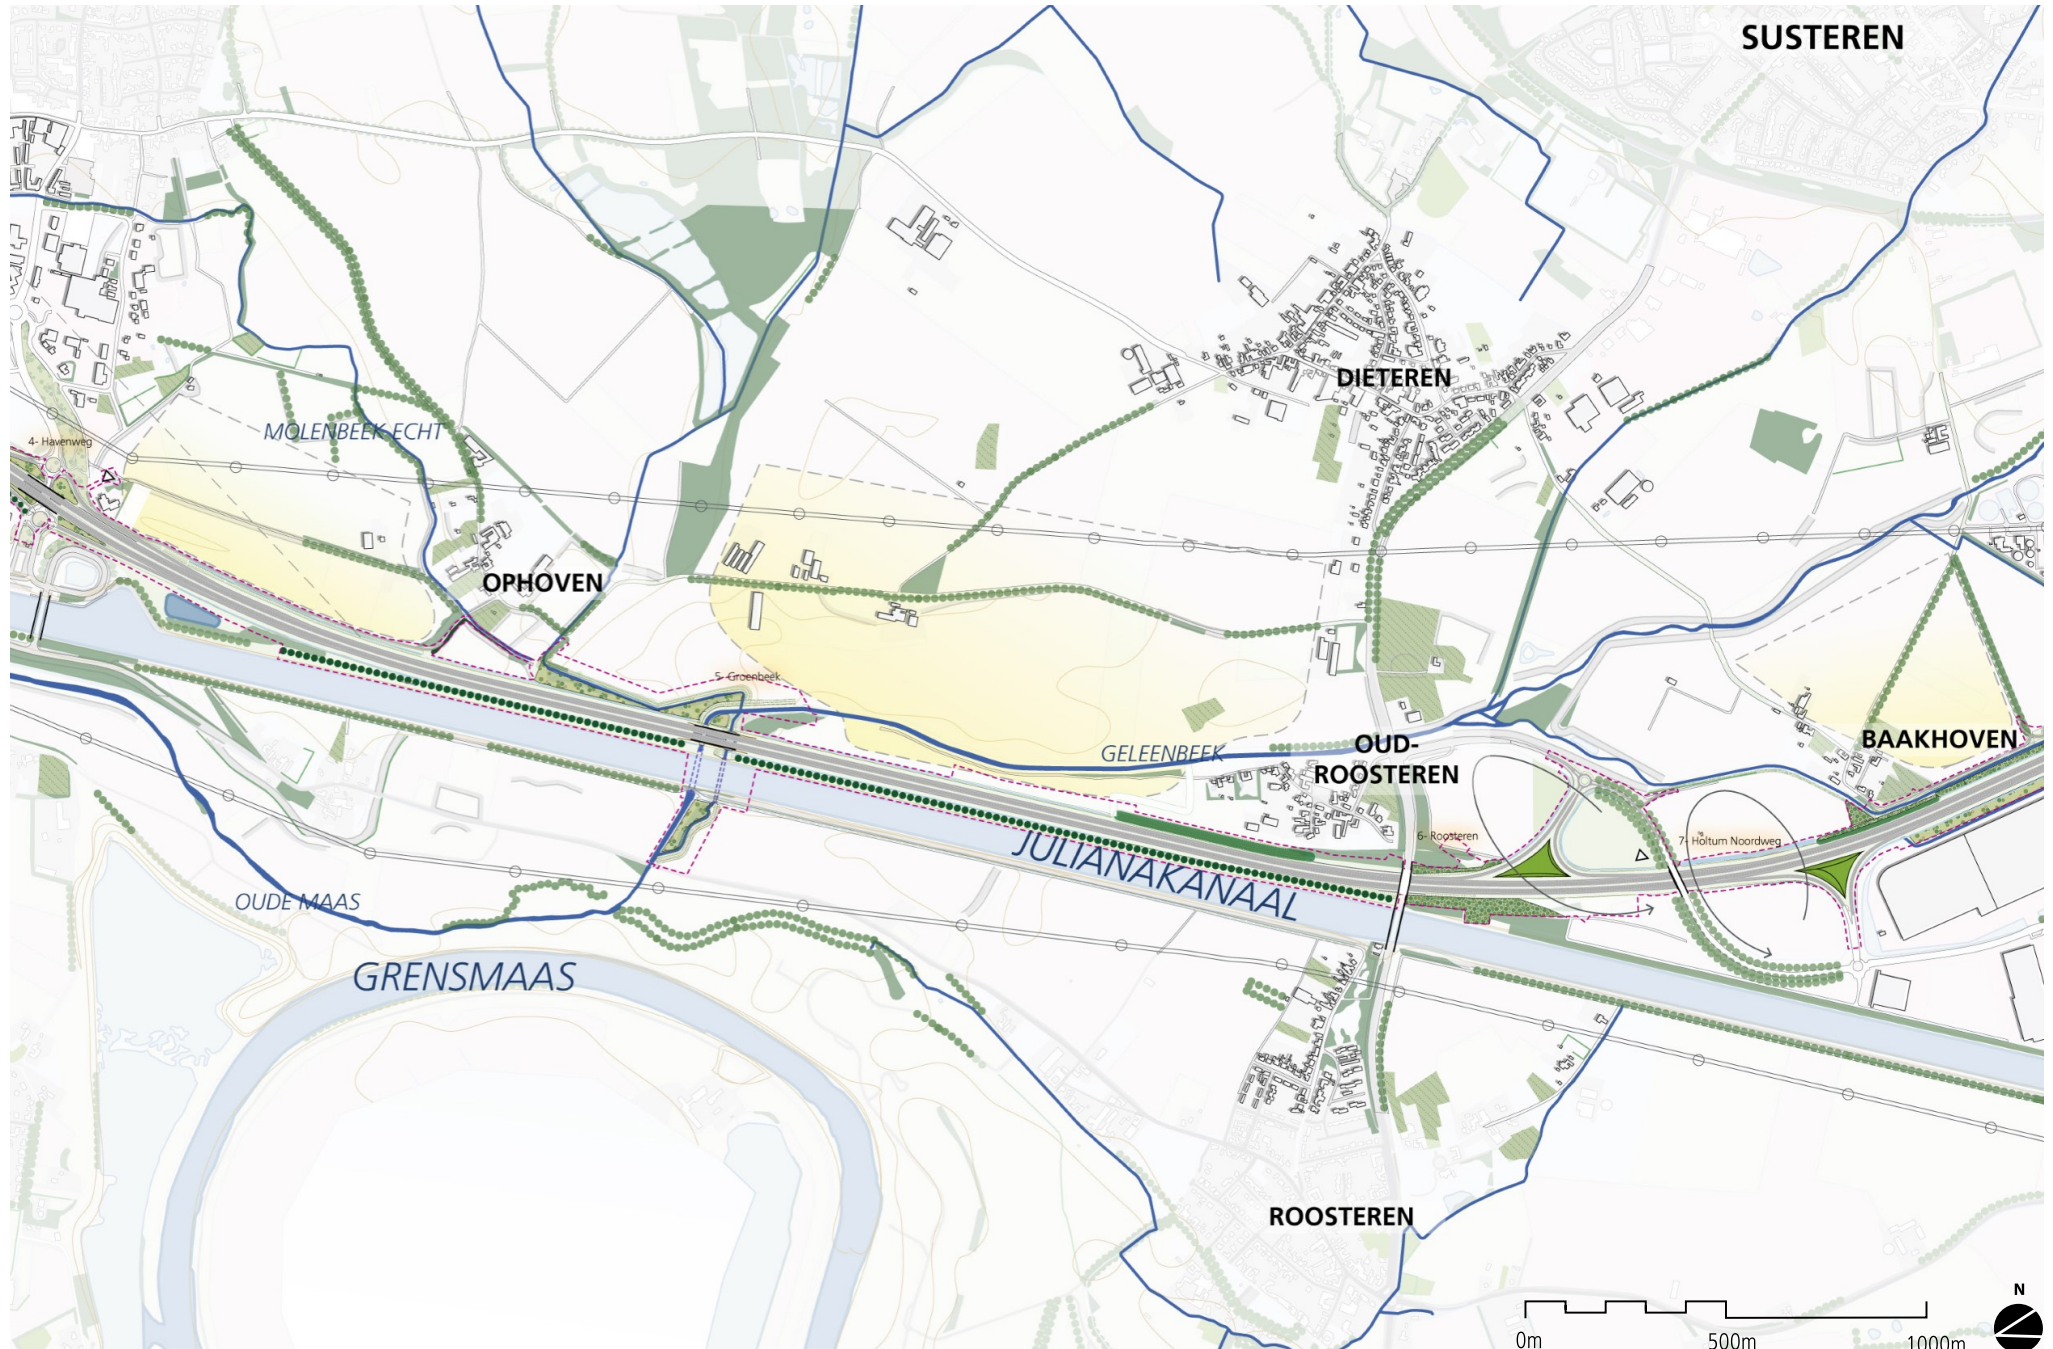 SUSTEREN
DIETEREN
MOLENBEEK ECHT
4- Havenweg
OPHOVEN
5- Groenbeek
GELEENBEEK
OUD-
ROOSTEREN
BAAKHOVEN
6- Roosteren
7- Holtum Noordweg
JULIANAKANAAL
OUDE MAAS
GRENSMAAS
ROOSTEREN
N
0m
500m
1000m